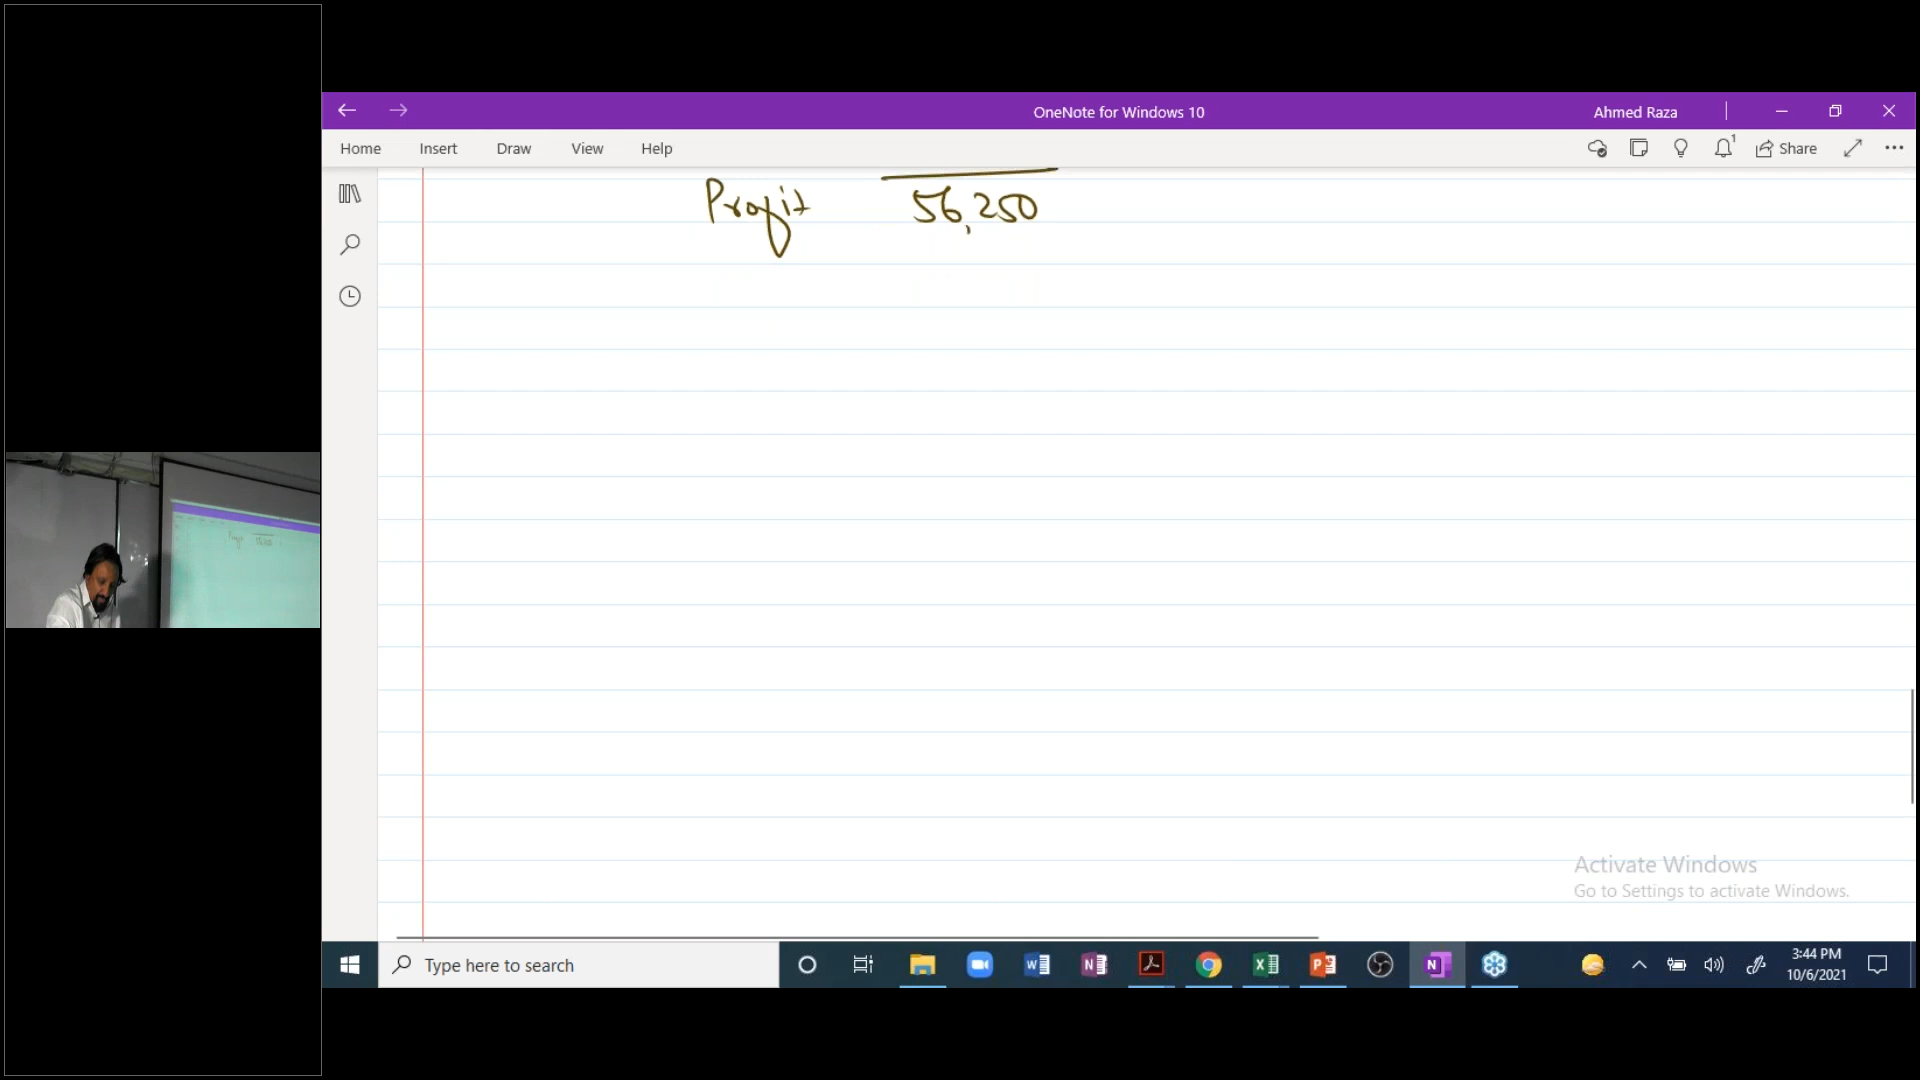 OneNote for Windows 10
Ahmed Raza
Home Insert Draw View Help
1
Share
Profit 56,250
Activate Windows
Go to Settings to activate Windows.
Type here to search
3:44 PM
10/6/2021